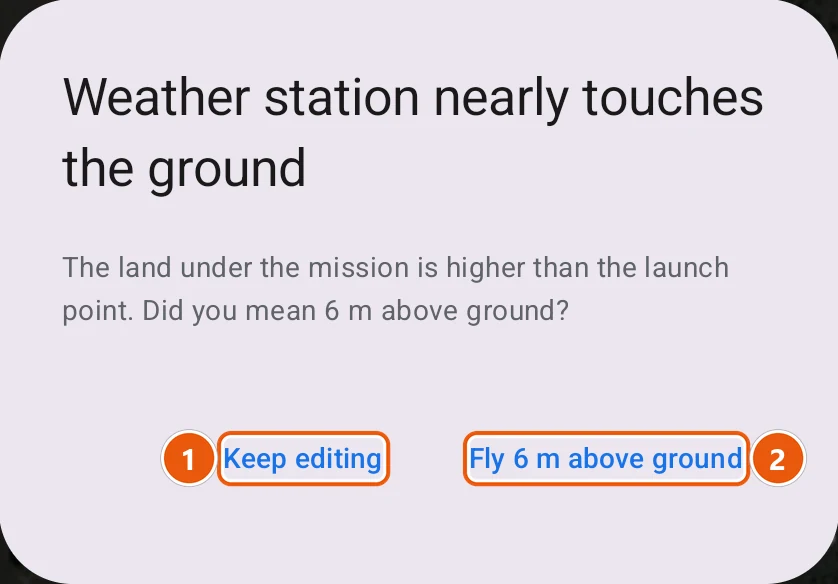 Weather station nearly touches
the ground
The land under the mission is higher than the launch
point. Did you mean 6 m above ground?
1 Keep editing Fly 6 m above ground 2